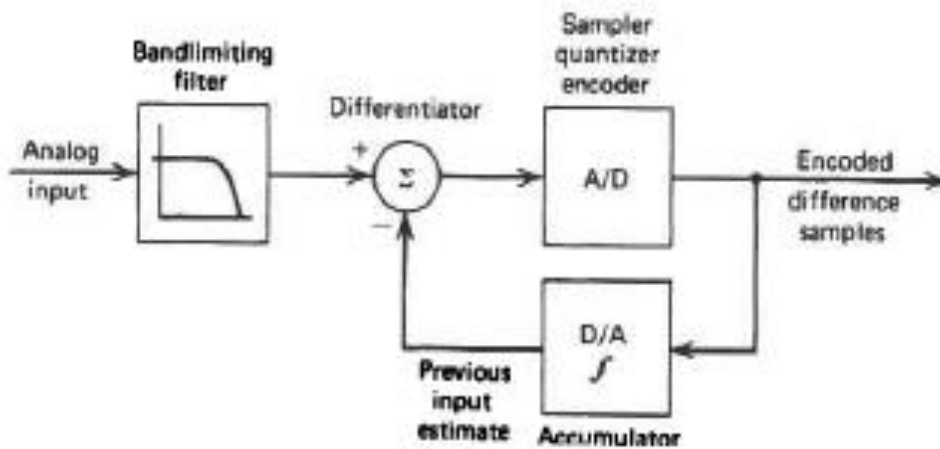 Sampler
quantizer
encoder
Bandlimiting
filter
Differentiator
Analog
input
+
Σ
−
A/D
Encoded
difference
samples
D/A
∫
Previous
input
estimate
Accumulator